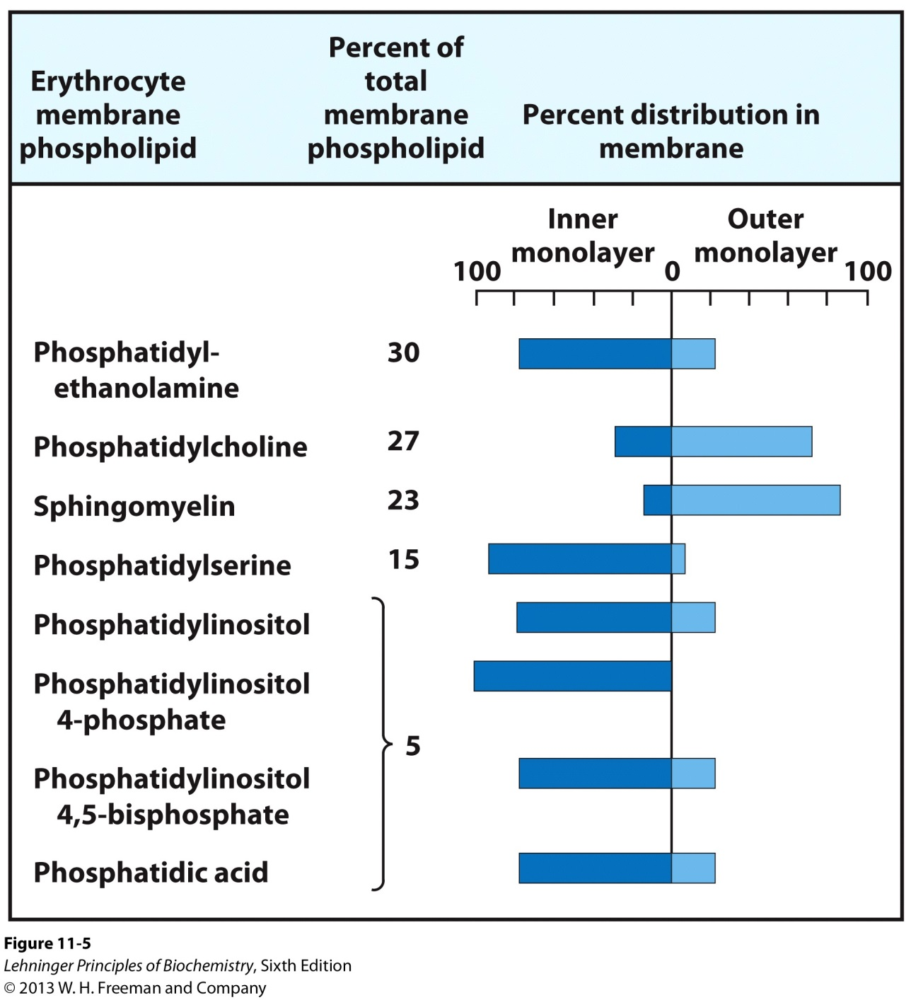 Erythrocyte
membrane
phospholipid
Percent of
total
membrane
phospholipid
Percent distribution in
membrane
Inner
monolayer
Outer
monolayer
100 0 100
Phosphatidyl-
ethanolamine
30
Phosphatidylcholine 27
Sphingomyelin 23
Phosphatidylserine 15
Phosphatidylinositol
Phosphatidylinositol
4-phosphate
5
Phosphatidylinositol
4,5-bisphosphate
Phosphatidic acid
Figure 11-5
Lehninger Principles of Biochemistry, Sixth Edition
© 2013 W. H. Freeman and Company